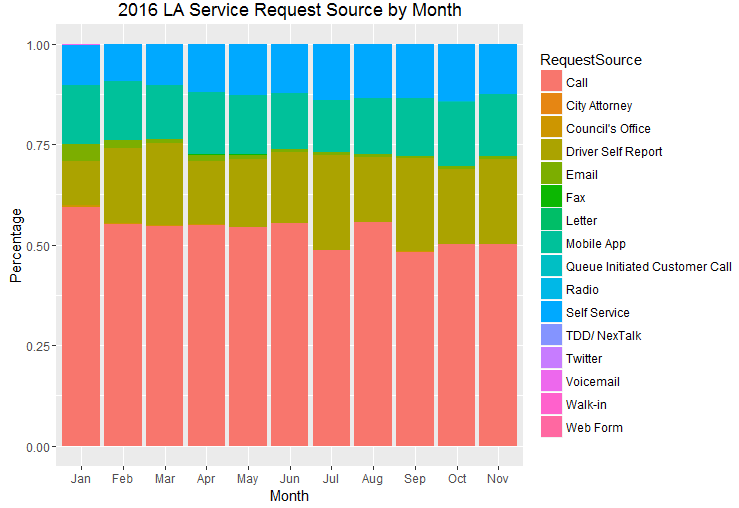 2016 LA Service Request Source by Month
Percentage
1.00
0.75
0.50
0.25
0.00
Jan Feb Mar Apr May Jun Jul Aug Sep Oct Nov
Month
RequestSource
Call
City Attorney
Council's Office
Driver Self Report
Email
Fax
Letter
Mobile App
Queue Initiated Customer Call
Radio
Self Service
TDD/ NexTalk
Twitter
Voicemail
Walk-in
Web Form